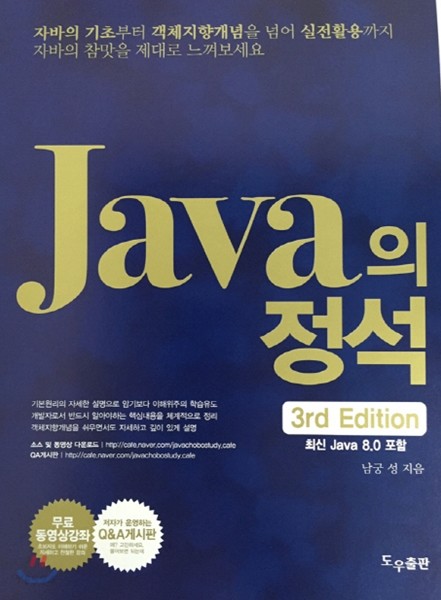 자바의 기초부터 객체지향개념을 넘어 실전활용까지
자바의 참맛을 제대로 느껴보세요
Java의
정석
3rd Edition
최신 Java 8.0 포함
남궁 성 지음
기본원리의 자세한 설명으로 암기보다 이해위주의 학습유도
개발자로서 반드시 알아야하는 핵심내용을 체계적으로 정리
객체지향개념을 쉬우면서도 자세하고 깊이 있게 설명
소스 및 동영상 다운로드 | http://cafe.naver.com/javachobostudy.cafe
QA게시판 | http://cafe.naver.com/javachobostudy.cafe
무료
동영상강좌
저자가 운영하는
Q&A게시판
도우출판